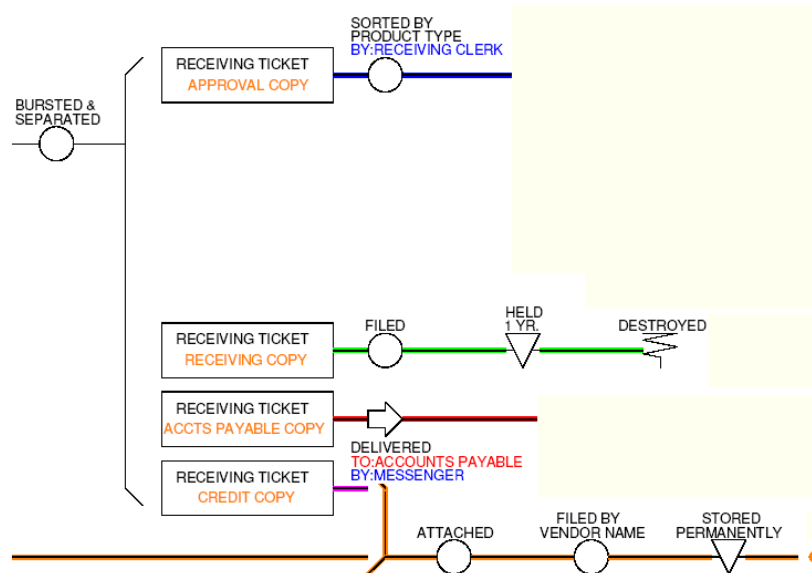 SORTED BY
PRODUCT TYPE
BY:RECEIVING CLERK
RECEIVING TICKET
APPROVAL COPY
BURSTED &
SEPARATED
HELD
1 YR.
FILED
DESTROYED
RECEIVING TICKET
RECEIVING COPY
RECEIVING TICKET
ACCTS PAYABLE COPY
DELIVERED
TO:ACCOUNTS PAYABLE
BY:MESSENGER
RECEIVING TICKET
CREDIT COPY
ATTACHED
FILED BY
VENDOR NAME
STORED
PERMANENTLY